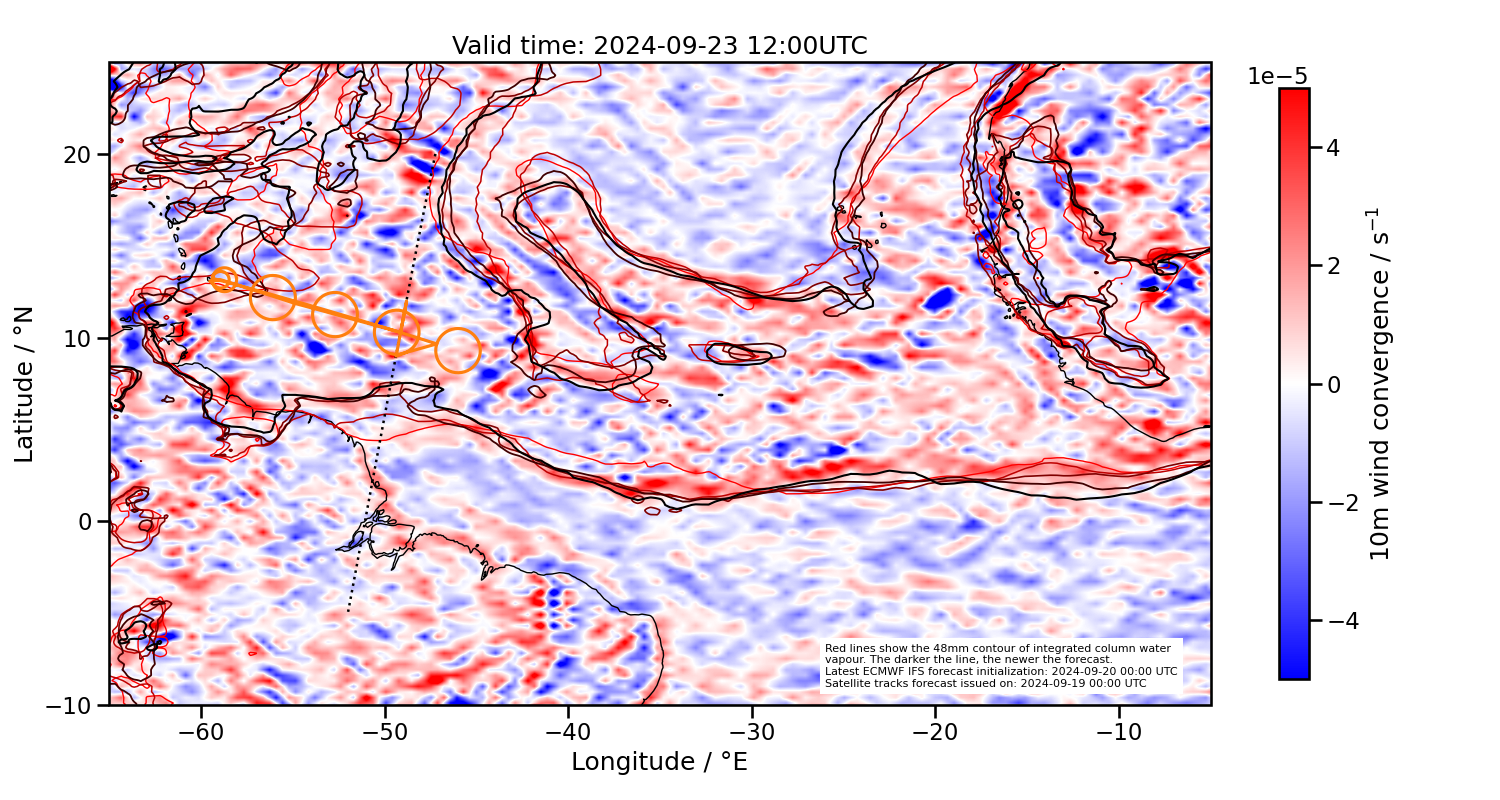 Valid time: 2024-09-23 12:00UTC
1e−5
20
10
0
−10
Latitude / °N
−60
−50
−40
−30
−20
−10
Longitude / °E
4
2
0
−2
−4
10m wind convergence / s⁻¹
Red lines show the 48mm contour of integrated column water
vapour. The darker the line, the newer the forecast.
Latest ECMWF IFS forecast initialization: 2024-09-20 00:00 UTC
Satellite tracks forecast issued on: 2024-09-19 00:00 UTC